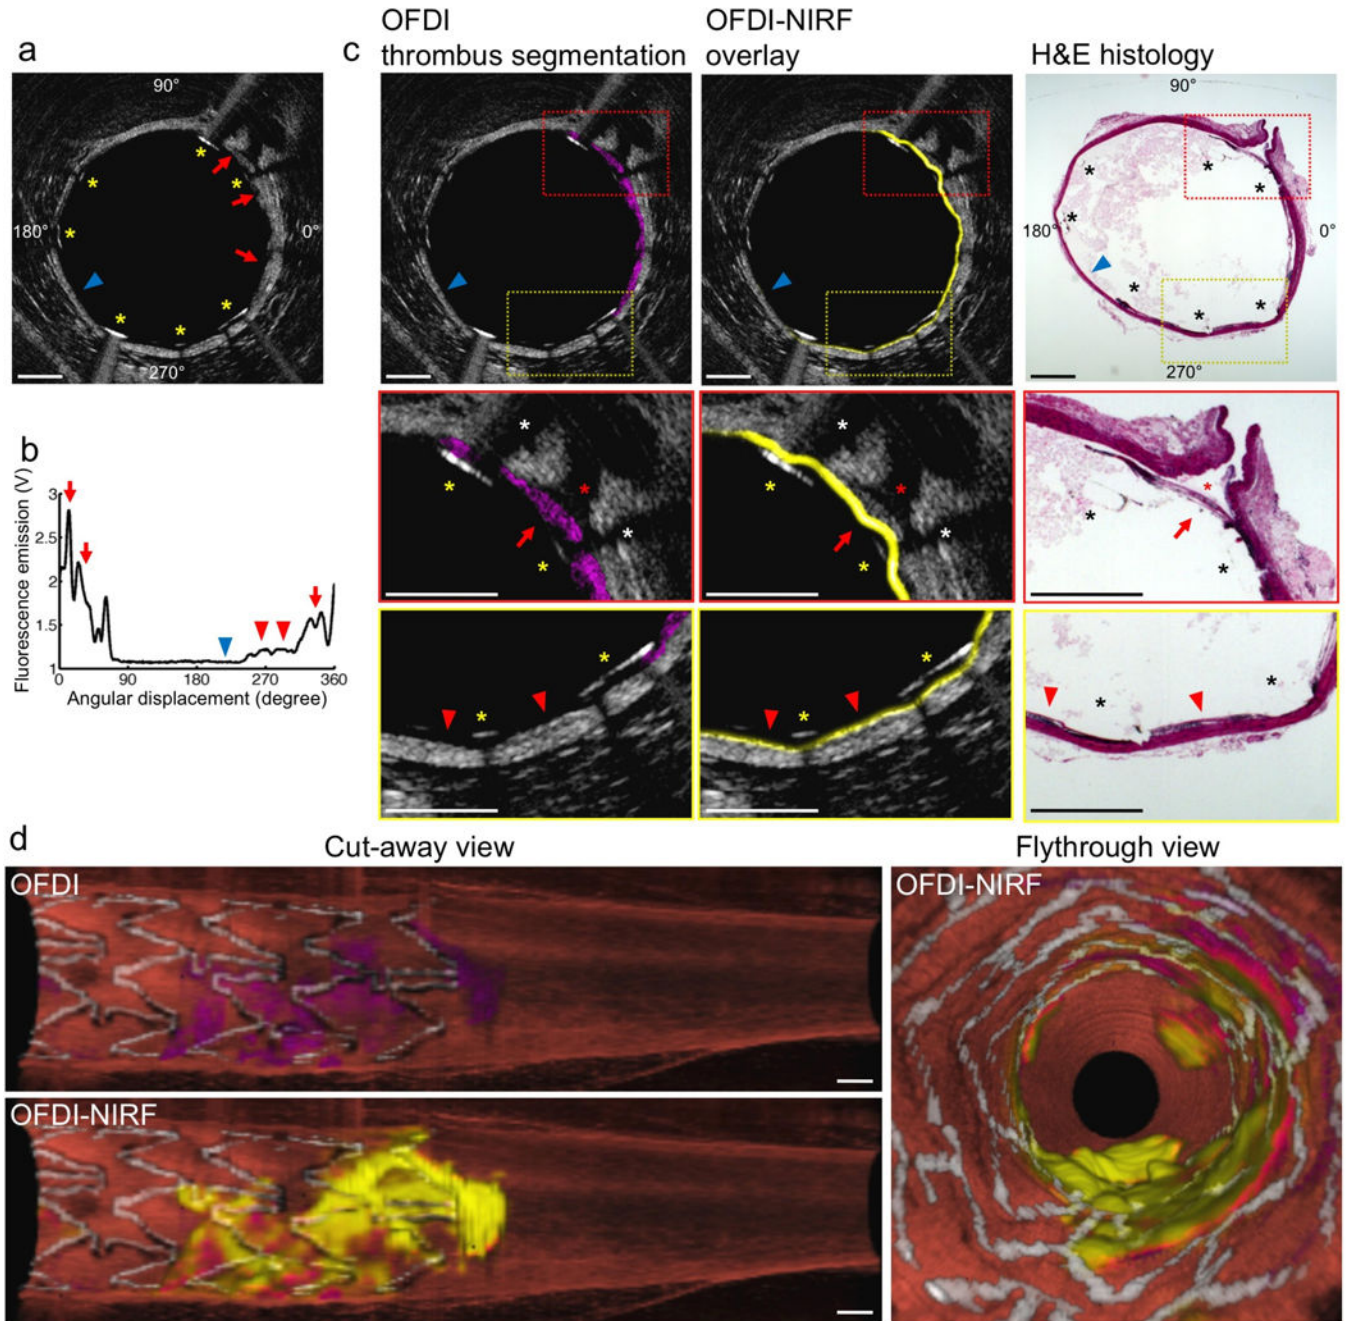 OFDI
thrombus segmentation
OFDI-NIRF
overlay
H&E histology
a
c
90°
180°
0°
270°
90°
180°
0°
270°
b
Fluorescence emission (V)
3
2.5
2
1.5
1
0 90 180 270 360
Angular displacement (degree)
d
Cut-away view
Flythrough view
OFDI
OFDI-NIRF
OFDI-NIRF